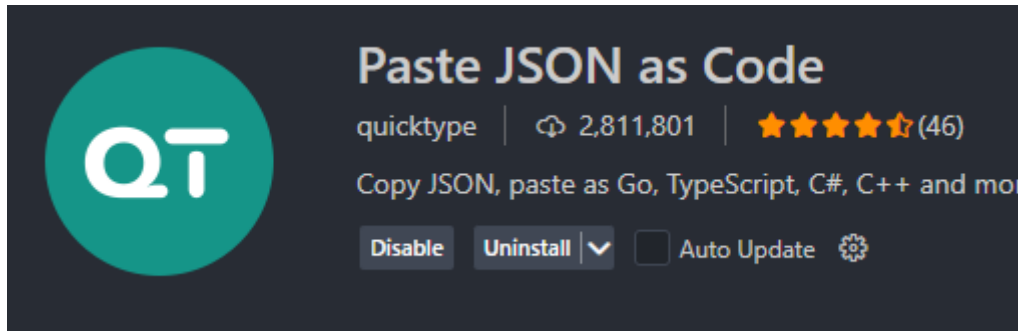 QT
Paste JSON as Code
quicktype 2,811,801 (46)
Copy JSON, paste as Go, TypeScript, C#, C++ and
Disable Uninstall Auto Update